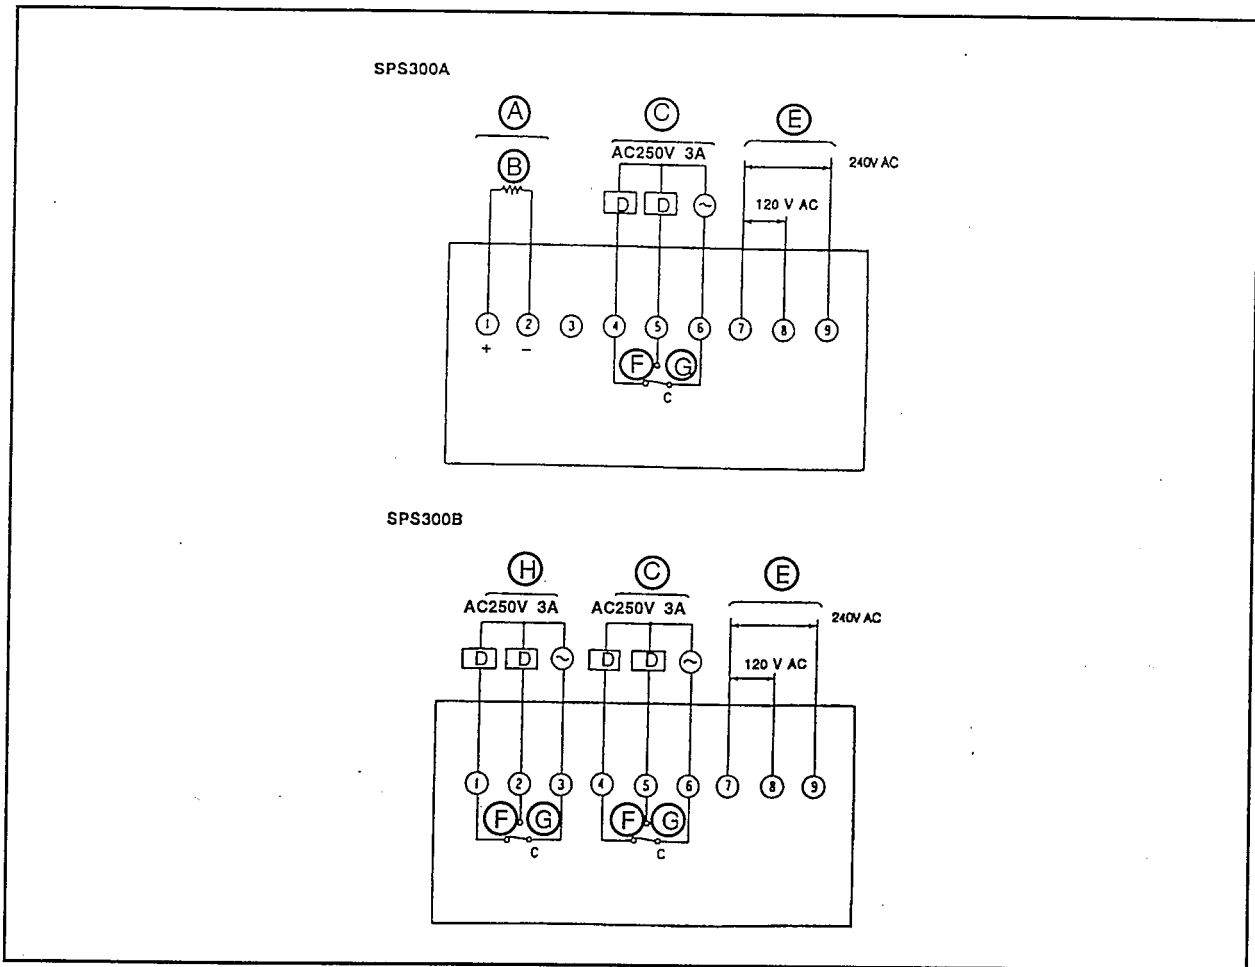 SPS300A
A C E
AC250V 3A
240V AC
B
D D ~
120 V AC
1 2 3 4 5 6 7 8 9
+ −
F G
C
SPS300B
H C E
AC250V 3A AC250V 3A
240V AC
D D ~ D D ~
120 V AC
1 2 3 4 5 6 7 8 9
F G F G
C C